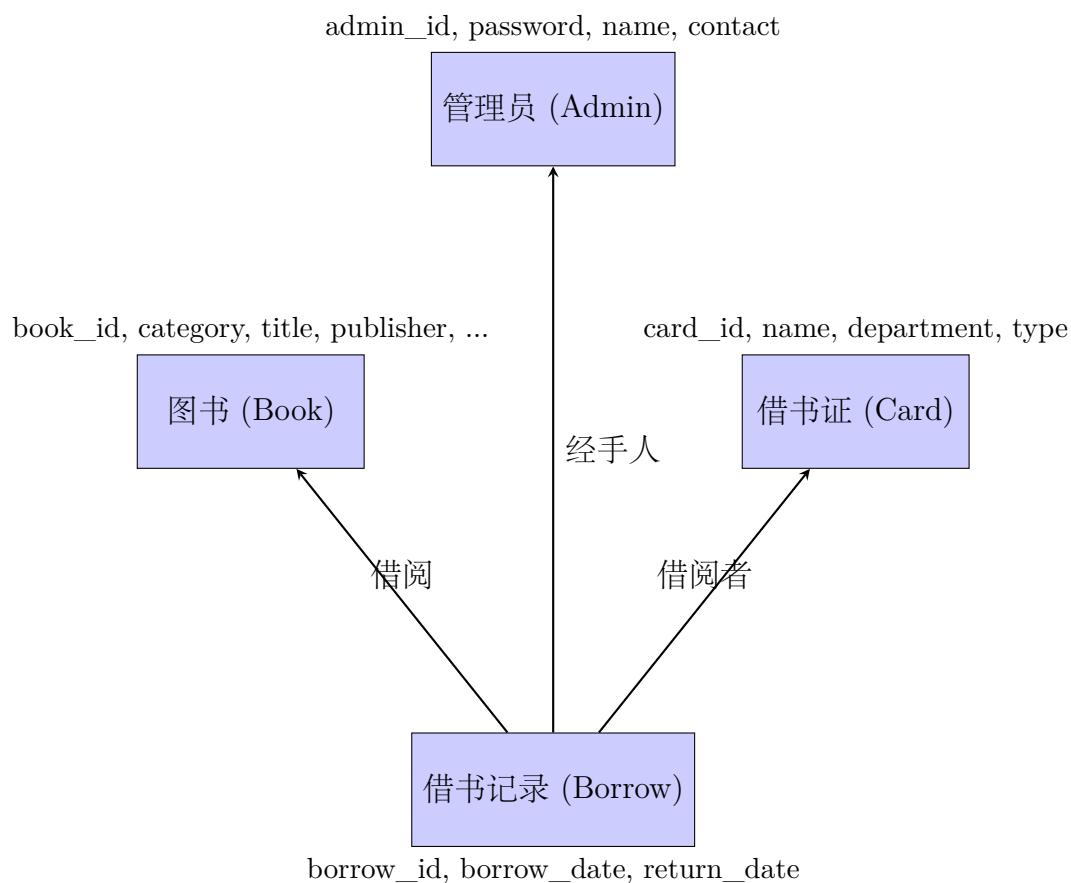 admin_id, password, name, contact
管理员 (Admin)
book_id, category, title, publisher, ...
card_id, name, department, type
图书 (Book)
借书证 (Card)
经手人
借阅
借阅者
借书记录 (Borrow)
borrow_id, borrow_date, return_date